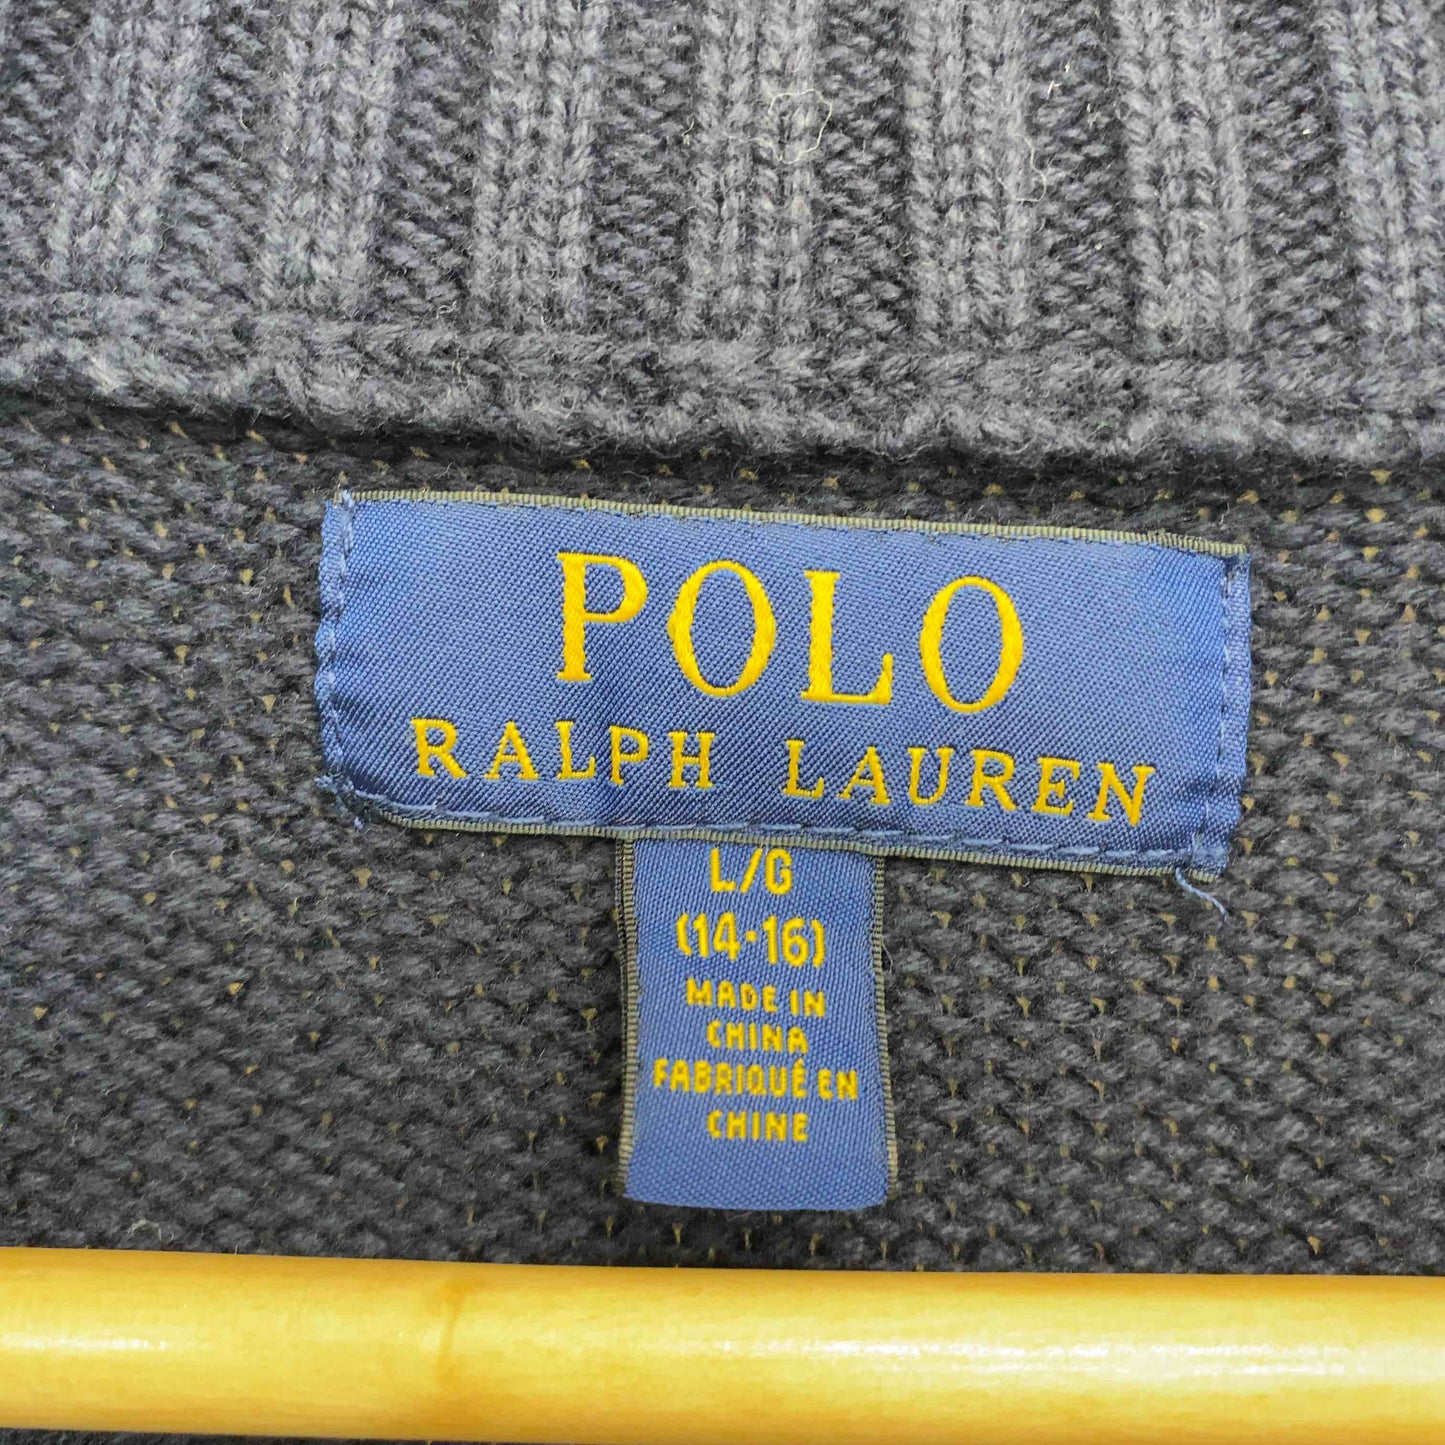 POLO
RALPH LAUREN
L/G
(14·16)
MADE IN
CHINA
FABRIQUÉ EN
CHINE